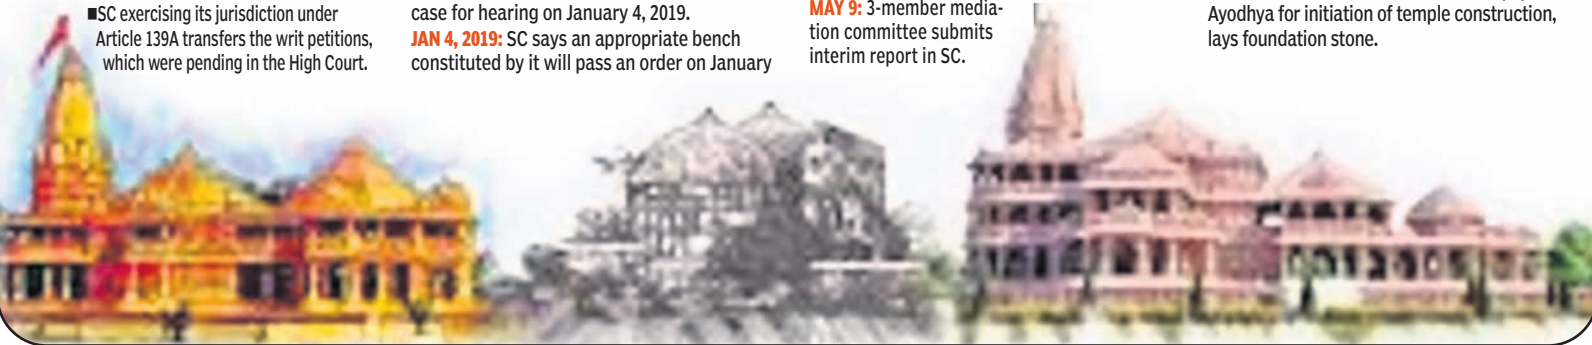 ■SC exercising its jurisdiction under
Article 139A transfers the writ petitions,
which were pending in the High Court.
case for hearing on January 4, 2019.
JAN 4, 2019: SC says an appropriate bench
constituted by it will pass an order on January
MAY 9: 3-member media-
tion committee submits
interim report in SC.
Ayodhya for initiation of temple construction,
lays foundation stone.